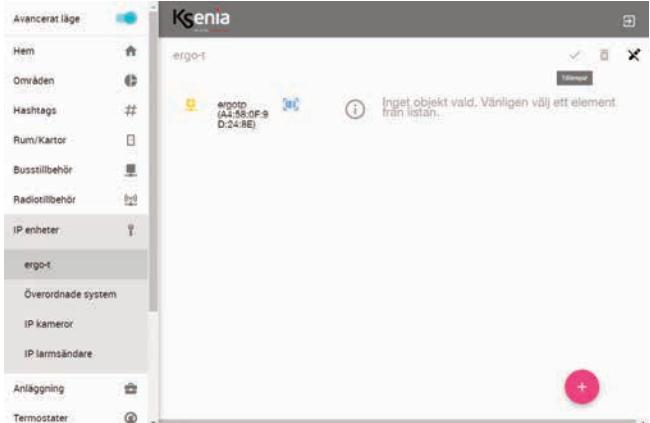 Avancerat läge
Hem
Områden
Hashtags
Rum/Kartor
Busstillbehör
Radiotillbehör
IP enheter
ergo-t
Överordnade system
IP kameror
IP larmsändare
Anläggning
Termostater
Ksenia
ergo-t
Tillämpa
ergotp
(A4:58:0F:9
D:24:8E)
Inget objekt vald. Vänligen välj ett element
från listan.